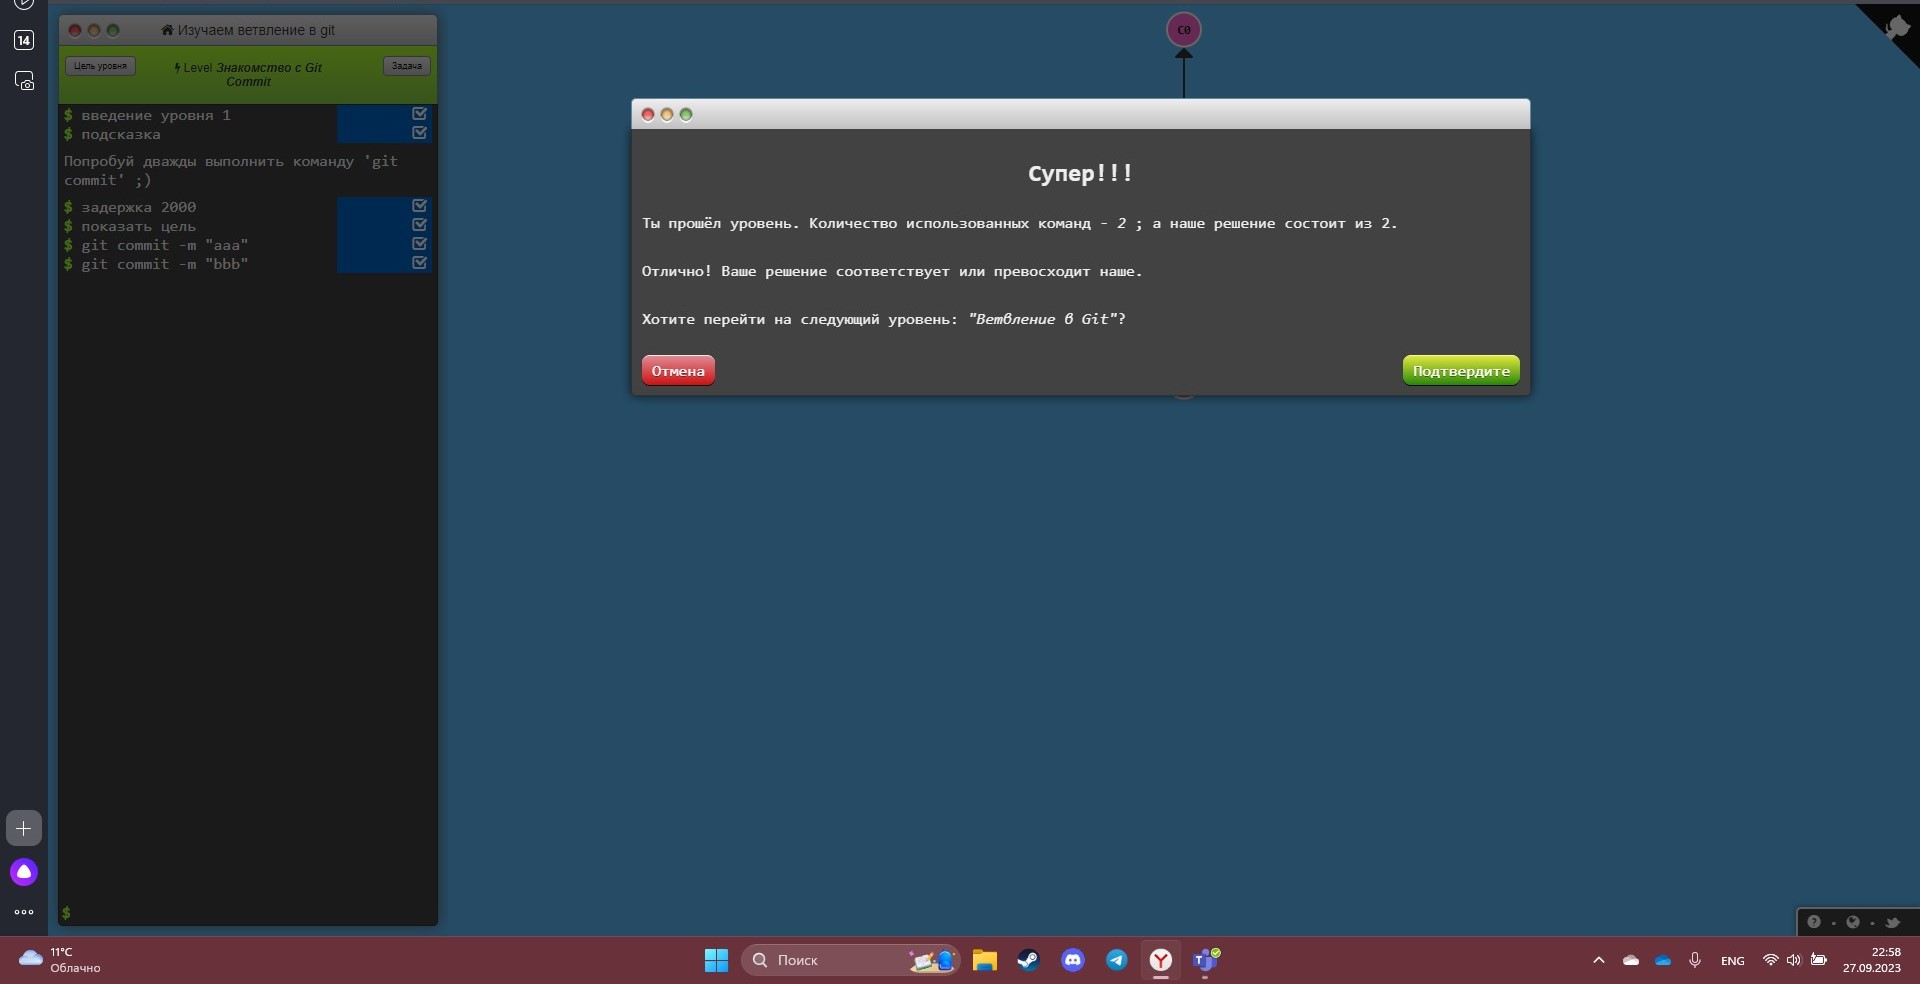 14
Изучаем ветвление в git
Цель уровня
Level Знакомство с Git
Commit
Задача
$ введение уровня 1
$ подсказка
Попробуй дважды выполнить команду 'git
commit' ;)
$ задержка 2000
$ показать цель
$ git commit -m "aaa"
$ git commit -m "bbb"
$
C0
Супер!!!
Ты прошёл уровень. Количество использованных команд - 2 ; а наше решение состоит из 2.
Отлично! Ваше решение соответствует или превосходит наше.
Хотите перейти на следующий уровень: "Ветвление в Git"?
Отмена
Подтвердите
11°C
Облачно
Поиск
ENG
22:58
27.09.2023